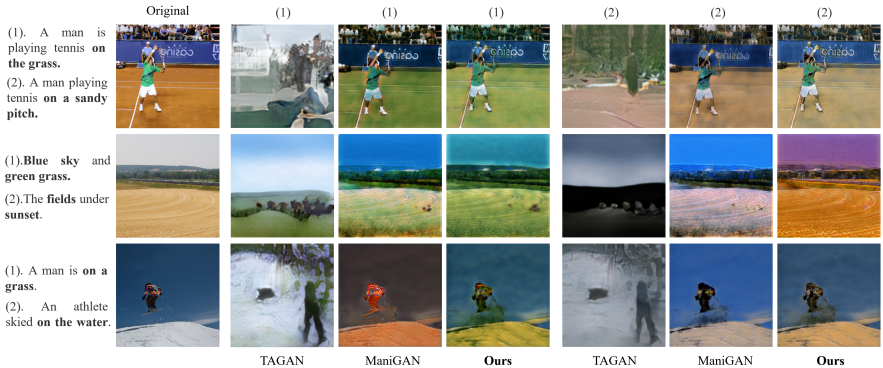 Original (1) (1) (1) (2) (2) (2)
(1). A man is
playing tennis on
the grass.
(2). A man playing
tennis on a sandy
pitch.
(1).Blue sky and
green grass.
(2).The fields under
sunset.
(1). A man is on a
grass.
(2). An athlete
skied on the water.
TAGAN ManiGAN Ours TAGAN ManiGAN Ours